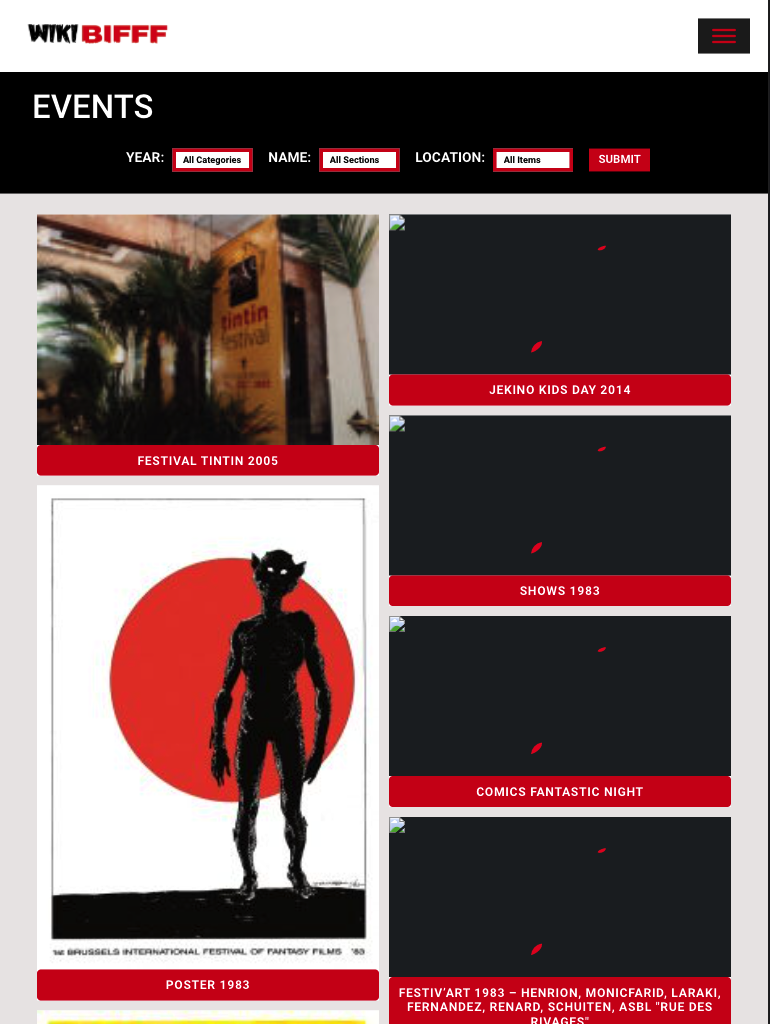 WIKI BIFFF
EVENTS
YEAR: All Categories NAME: All Sections LOCATION: All Items SUBMIT
tintin
festival
FESTIVAL TINTIN 2005
JEKINO KIDS DAY 2014
SHOWS 1983
COMICS FANTASTIC NIGHT
1st BRUSSELS INTERNATIONAL FESTIVAL OF FANTASY FILMS '83
POSTER 1983
FESTIV'ART 1983 – HENRION, MONICFARID, LARAKI,
FERNANDEZ, RENARD, SCHUITEN, ASBL "RUE DES
RIVAGES"